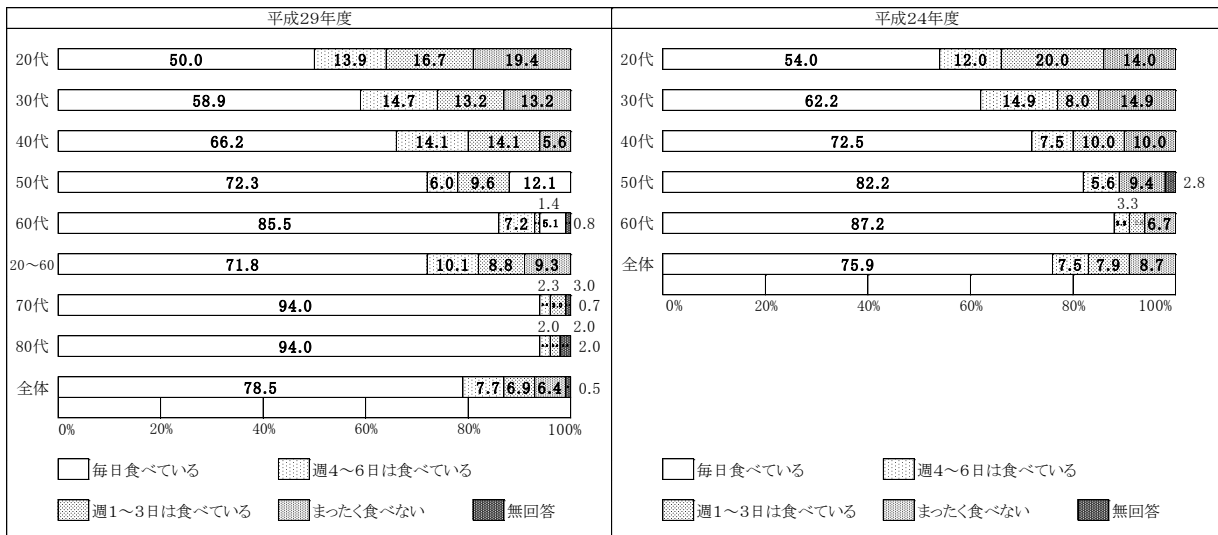 平成29年度
平成24年度
20代 50.0 13.9 16.7 19.4
30代 58.9 14.7 13.2 13.2
40代 66.2 14.1 14.1 5.6
50代 72.3 6.0 9.6 12.1
1.4
60代 85.5 7.2 5.1 0.8
20～60 71.8 10.1 8.8 9.3
2.3 3.0
70代 94.0 0.7
2.0 2.0
80代 94.0 2.0
全体 78.5 7.7 6.9 6.4 0.5
0% 20% 40% 60% 80% 100%
毎日食べている 週4～6日は食べている
週1～3日は食べている まったく食べない 無回答
20代 54.0 12.0 20.0 14.0
30代 62.2 14.9 8.0 14.9
40代 72.5 7.5 10.0 10.0
50代 82.2 5.6 9.4 2.8
3.3
60代 87.2 6.7
全体 75.9 7.5 7.9 8.7
0% 20% 40% 60% 80% 100%
毎日食べている 週4～6日は食べている
週1～3日は食べている まったく食べない 無回答